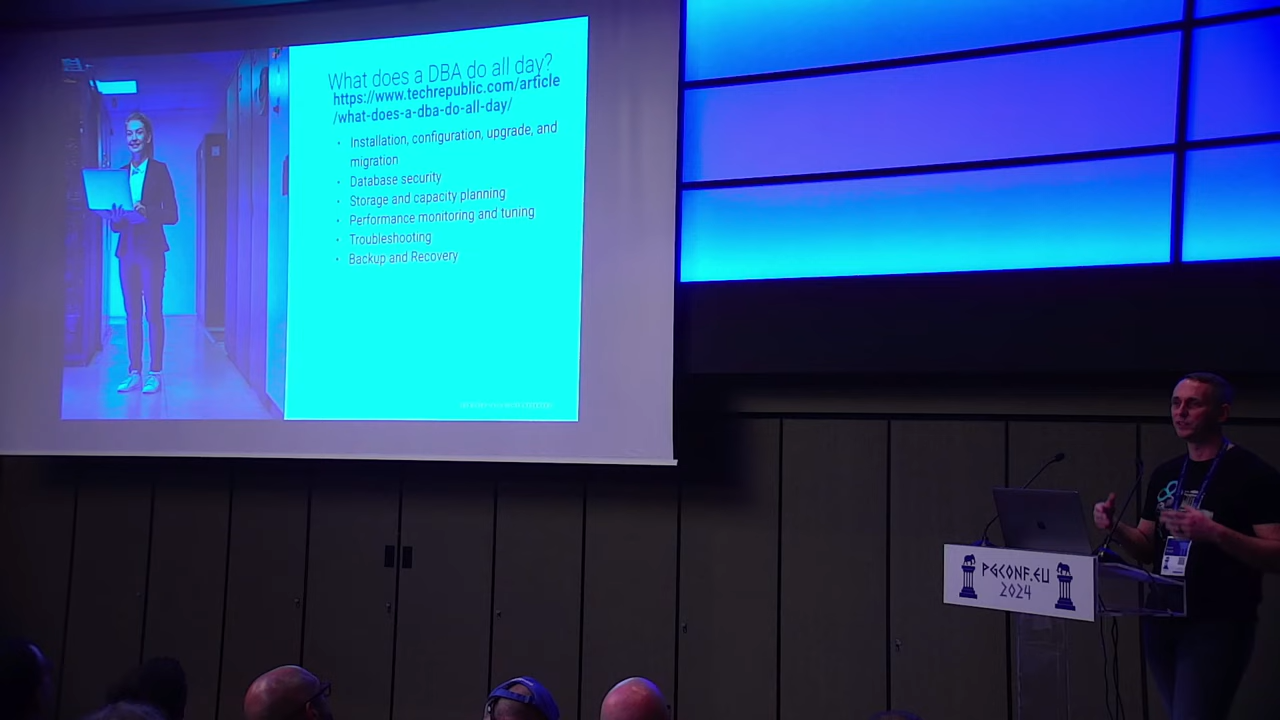 What does a DBA do all day?
https://www.techrepublic.com/article
/what-does-a-dba-do-all-day/
• Installation, configuration, upgrade, and
migration
• Database security
• Storage and capacity planning
• Performance monitoring and tuning
• Troubleshooting
• Backup and Recovery
PGCONF.EU
2024